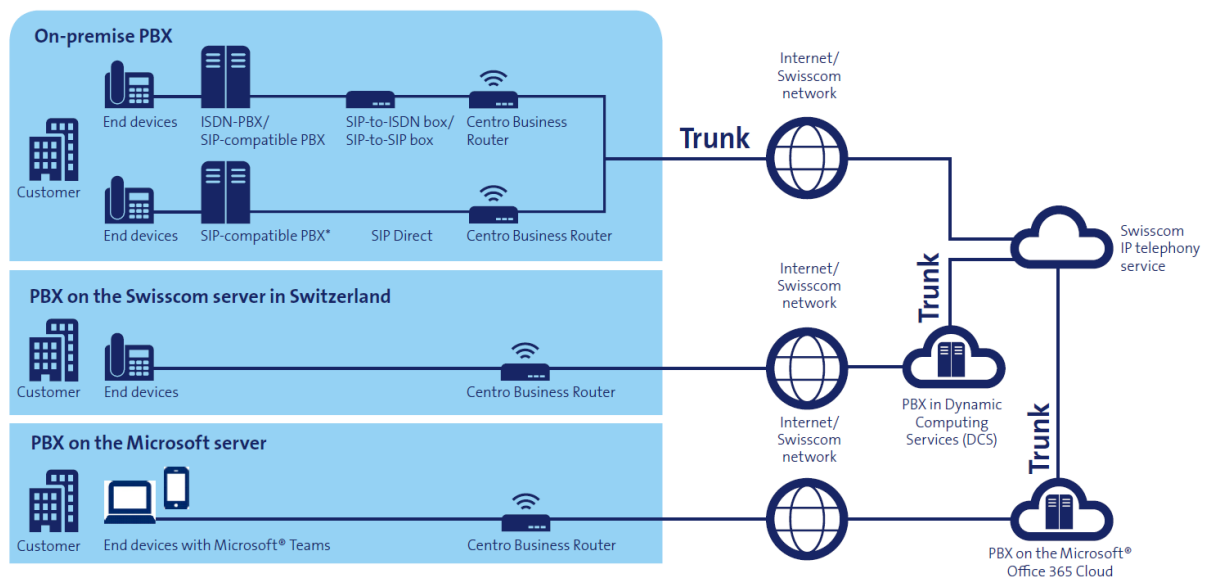 On-premise PBX
End devices
ISDN-PBX/
SIP-compatible PBX
SIP-to-ISDN box/
SIP-to-SIP box
Centro Business
Router
Customer
End devices
SIP-compatible PBX*
SIP Direct
Centro Business Router
Trunk
Internet/
Swisscom
network
Swisscom
IP telephony
service
PBX on the Swisscom server in Switzerland
Customer
End devices
Centro Business Router
Internet/
Swisscom
network
Trunk
PBX in Dynamic
Computing
Services (DCS)
PBX on the Microsoft server
Customer
End devices with Microsoft® Teams
Centro Business Router
Internet/
Swisscom
network
Trunk
PBX on the Microsoft®
Office 365 Cloud